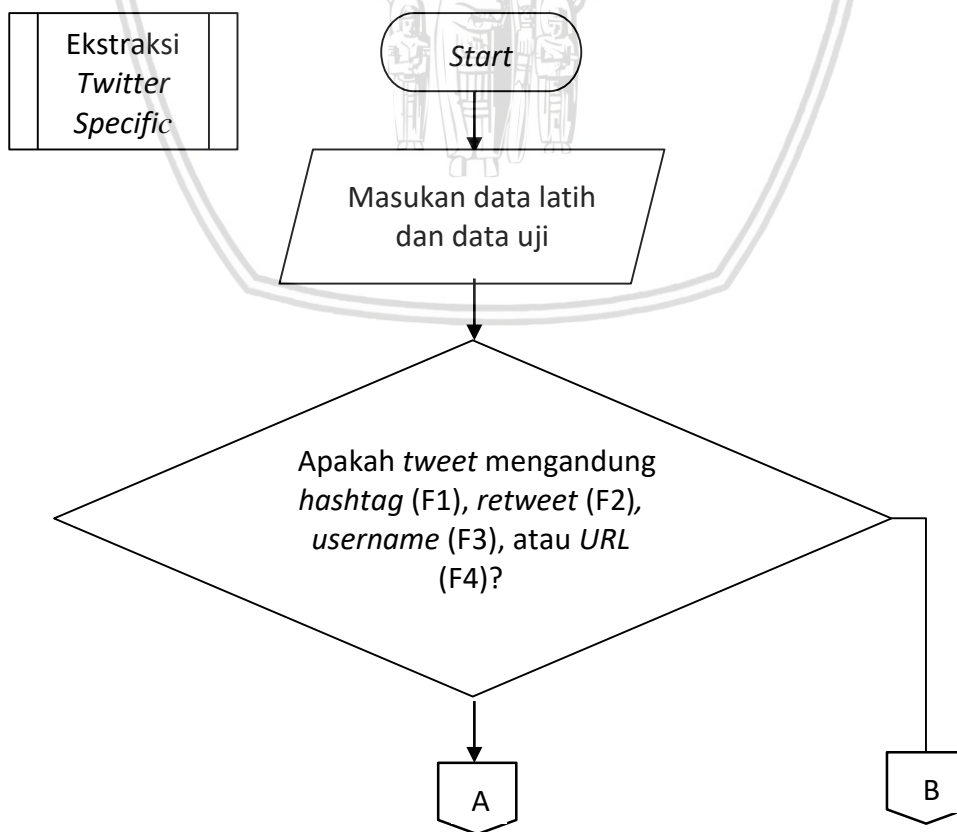 Ekstraksi
Twitter
Specific
Start
Masukan data latih
dan data uji
Apakah tweet mengandung
hashtag (F1), retweet (F2),
username (F3), atau URL
(F4)?
A
B